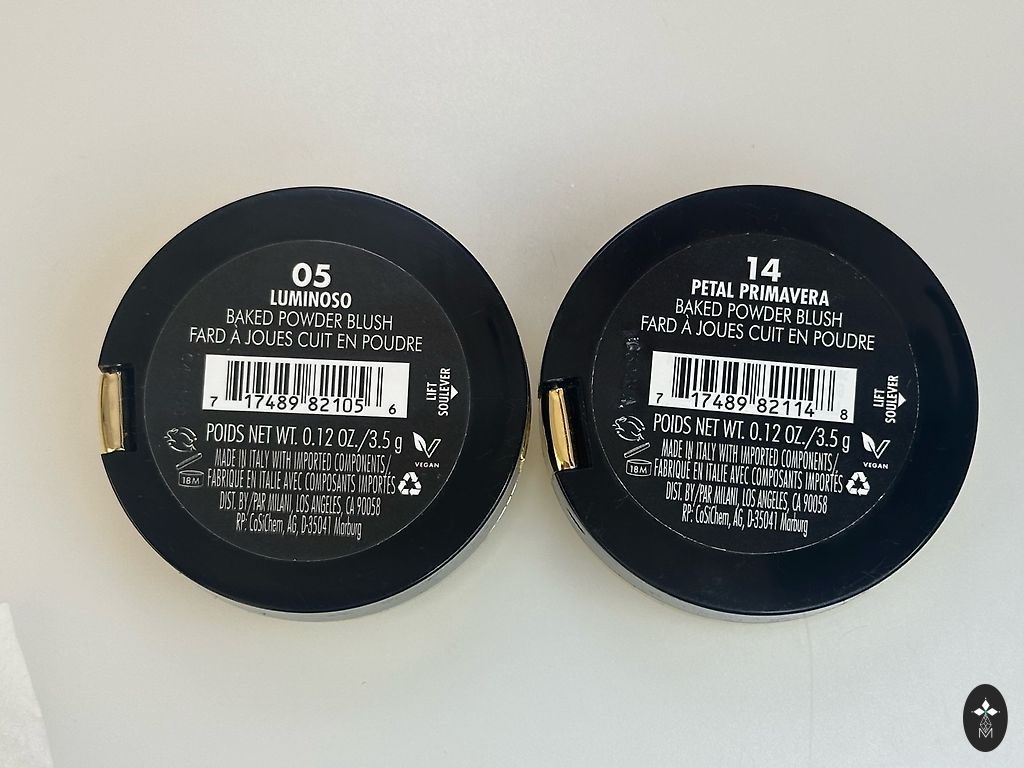 05
LUMINOSO
BAKED POWDER BLUSH
FARD À JOUES CUIT EN POUDRE
7 17489 82105 6
LIFT
SOULEVER
POIDS NET WT. 0.12 OZ./3.5 g
VEGAN
MADE IN ITALY WITH IMPORTED COMPONENTS/
18M
FABRIQUÉ EN ITALIE AVEC COMPOSANTS IMPORTÉS
DIST. BY/PAR MILANI, LOS ANGELES, CA 90058
RP: CoSiChem, AG, D-35041 Marburg
14
PETAL PRIMAVERA
BAKED POWDER BLUSH
FARD À JOUES CUIT EN POUDRE
7 17489 82114 8
LIFT
SOULEVER
POIDS NET WT. 0.12 OZ./3.5 g
VEGAN
MADE IN ITALY WITH IMPORTED COMPONENTS/
18M
FABRIQUÉ EN ITALIE AVEC COMPOSANTS IMPORTÉS
DIST. BY/PAR MILANI, LOS ANGELES, CA 90058
RP: CoSiChem, AG, D-35041 Marburg
M